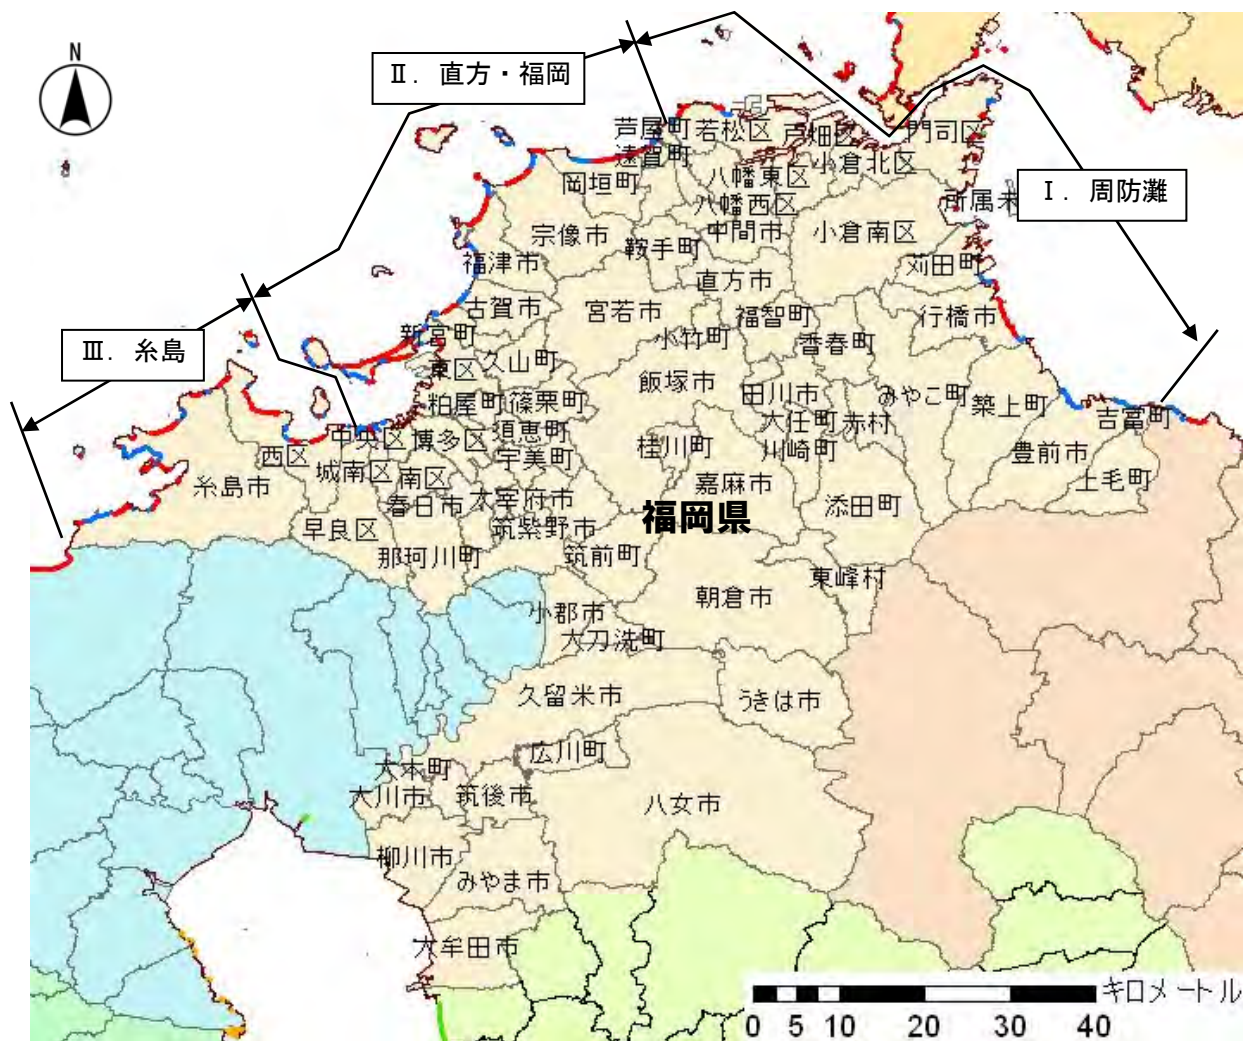 N
Ⅱ．直方・福岡
Ⅰ．周防灘
Ⅲ．糸島
芦屋町
若松区
戸畑区
門司区
遠賀町
小倉北区
岡垣町
八幡東区
八幡西区
所属未
宗像市
鞍手町
中間市
小倉南区
福津市
直方市
苅田町
古賀市
宮若市
福智町
行橋市
新宮町
小竹町
香春町
東区
久山町
飯塚市
田川市
みやこ町
築上町
粕屋町
篠栗町
大任町
赤村
吉富町
中央区
博多区
須恵町
桂川町
川崎町
豊前市
西区
城南区
南区
宇美町
上毛町
糸島市
春日市
太宰府市
嘉麻市
添田町
早良区
筑紫野市
福岡県
那珂川町
筑前町
東峰村
小郡市
朝倉市
大刀洗町
久留米市
うきは市
広川町
大木町
大川市
筑後市
八女市
柳川市
みやま市
大牟田市
キロメートル
0 5 10 20 30 40